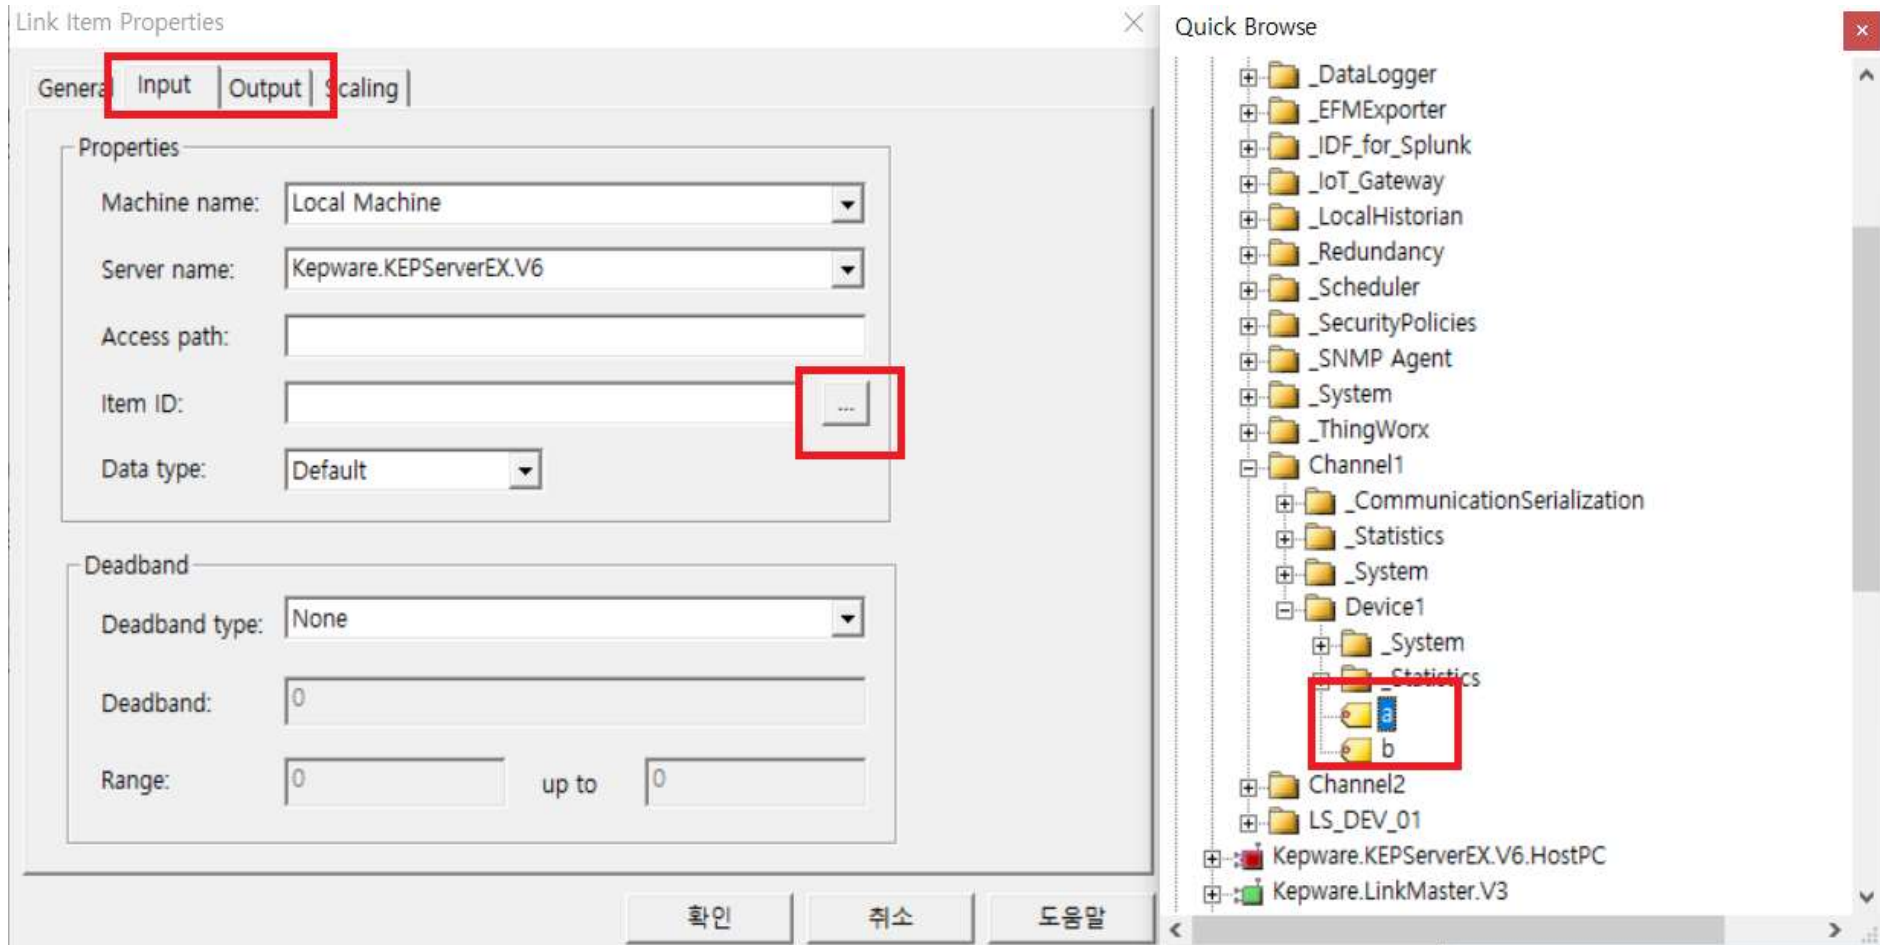 Link Item Properties
General Input Output Scaling
Properties
Machine name: Local Machine
Server name: Kepware.KEPServerEX.V6
Access path:
Item ID: ...
Data type: Default
Deadband
Deadband type: None
Deadband: 0
Range: 0 up to 0
확인 취소 도움말
Quick Browse
_DataLogger
_EFMExporter
_IDF_for_Splunk
_IoT_Gateway
_LocalHistorian
_Redundancy
_Scheduler
_SecurityPolicies
_SNMP Agent
_System
_ThingWorx
Channel1
_CommunicationSerialization
_Statistics
_System
Device1
_System
_Statistics
a
b
Channel2
LS_DEV_01
Kepware.KEPServerEX.V6.HostPC
Kepware.LinkMaster.V3